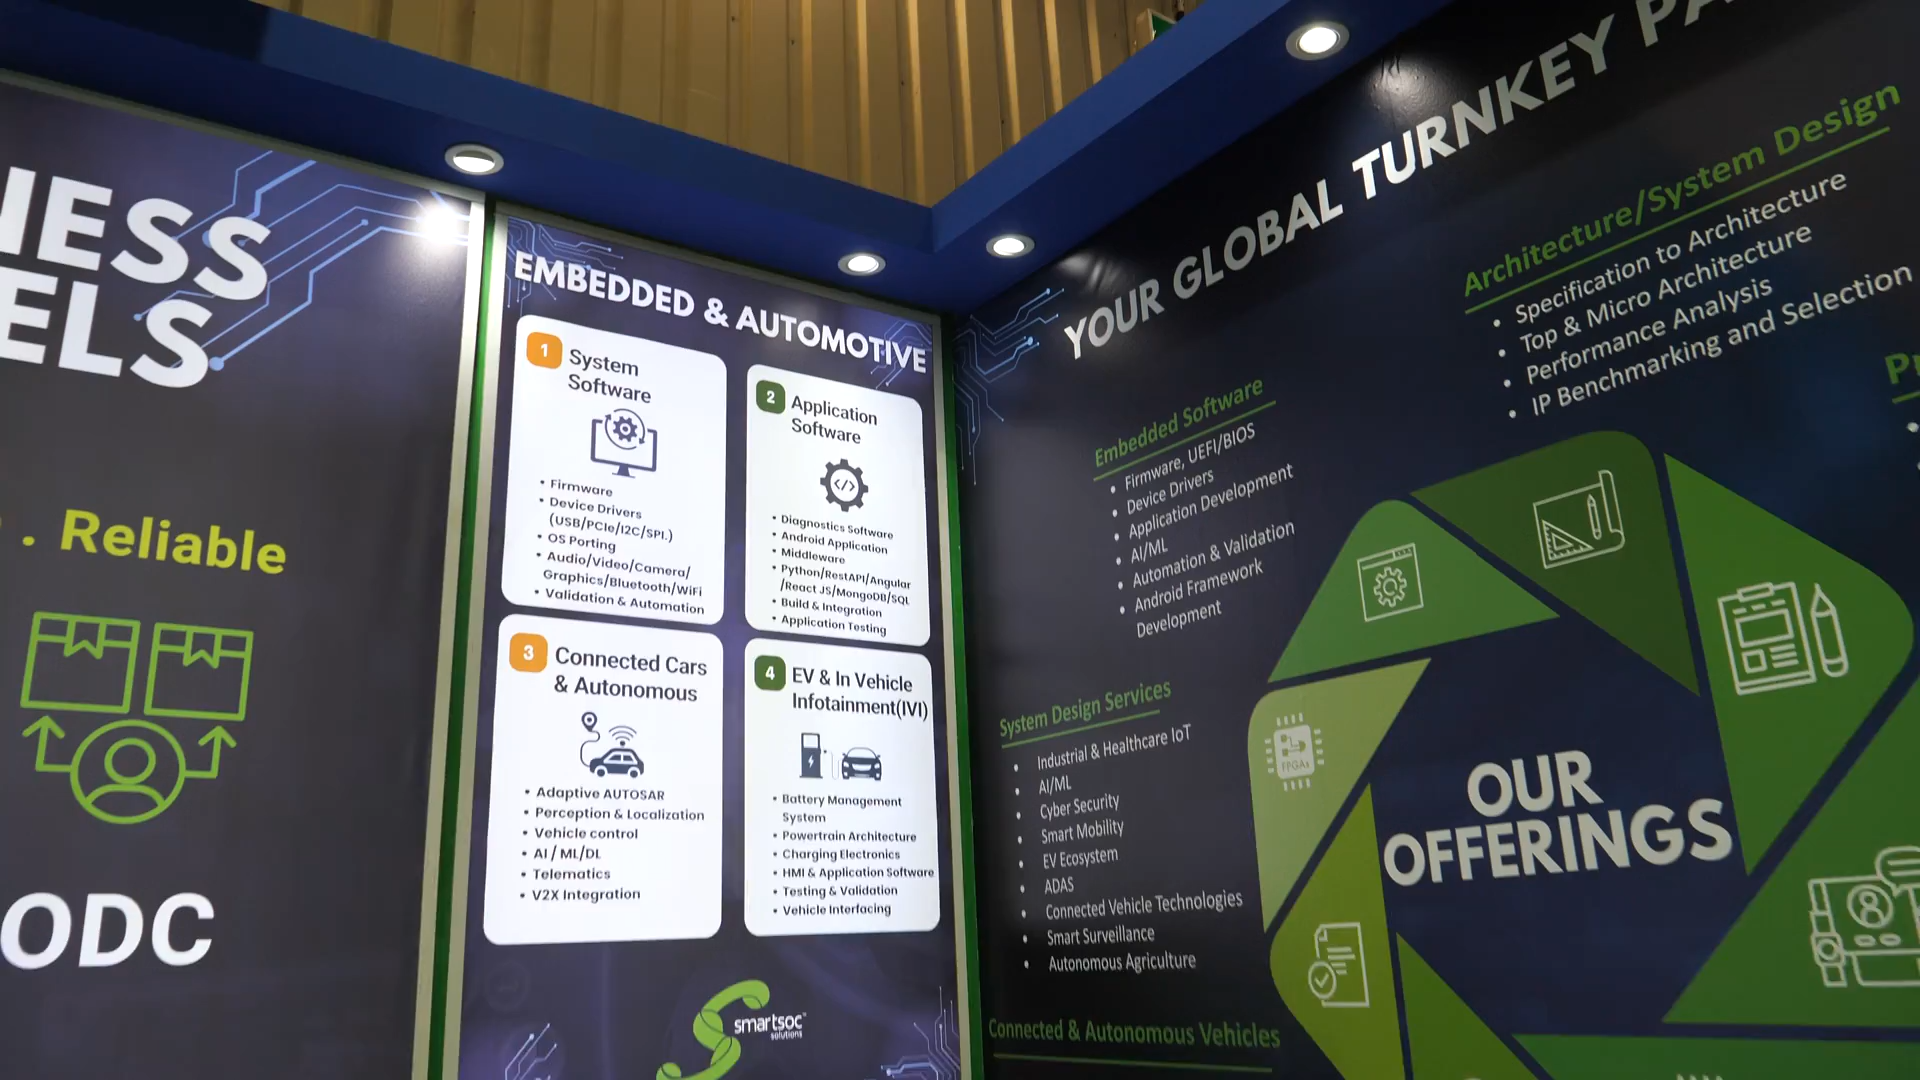 NESS
ELS
. Reliable
ODC
EMBEDDED & AUTOMOTIVE
1
System
Software
• Firmware
• Device Drivers
(USB/PCIe/I2C/SPI.)
• OS Porting
• Audio/Video/Camera/
Graphics/Bluetooth/WiFi
• Validation & Automation
2
Application
Software
</>
• Diagnostics Software
• Android Application
• Middleware
• Python/RestAPI/Angular
/React JS/MongoDB/SQL
• Build & Integration
• Application Testing
3
Connected Cars
& Autonomous
• Adaptive AUTOSAR
• Perception & Localization
• Vehicle control
• AI / ML/DL
• Telematics
• V2X Integration
4
EV & In Vehicle
Infotainment(IVI)
• Battery Management
System
• Powertrain Architecture
• Charging Electronics
• HMI & Application Software
• Testing & Validation
• Vehicle Interfacing
smartsoc
solutions
YOUR GLOBAL TURNKEY PA
Architecture/System Design
• Specification to Architecture
• Top & Micro Architecture
• Performance Analysis
• IP Benchmarking and Selection
Embedded Software
• Firmware, UEFI/BIOS
• Device Drivers
• Application Development
• AI/ML
• Automation & Validation
• Android Framework
Development
System Design Services
• Industrial & Healthcare IoT
• AI/ML
• Cyber Security
• Smart Mobility
• EV Ecosystem
• ADAS
• Connected Vehicle Technologies
• Smart Surveillance
• Autonomous Agriculture
Connected & Autonomous Vehicles
FPGAs
OUR
OFFERINGS